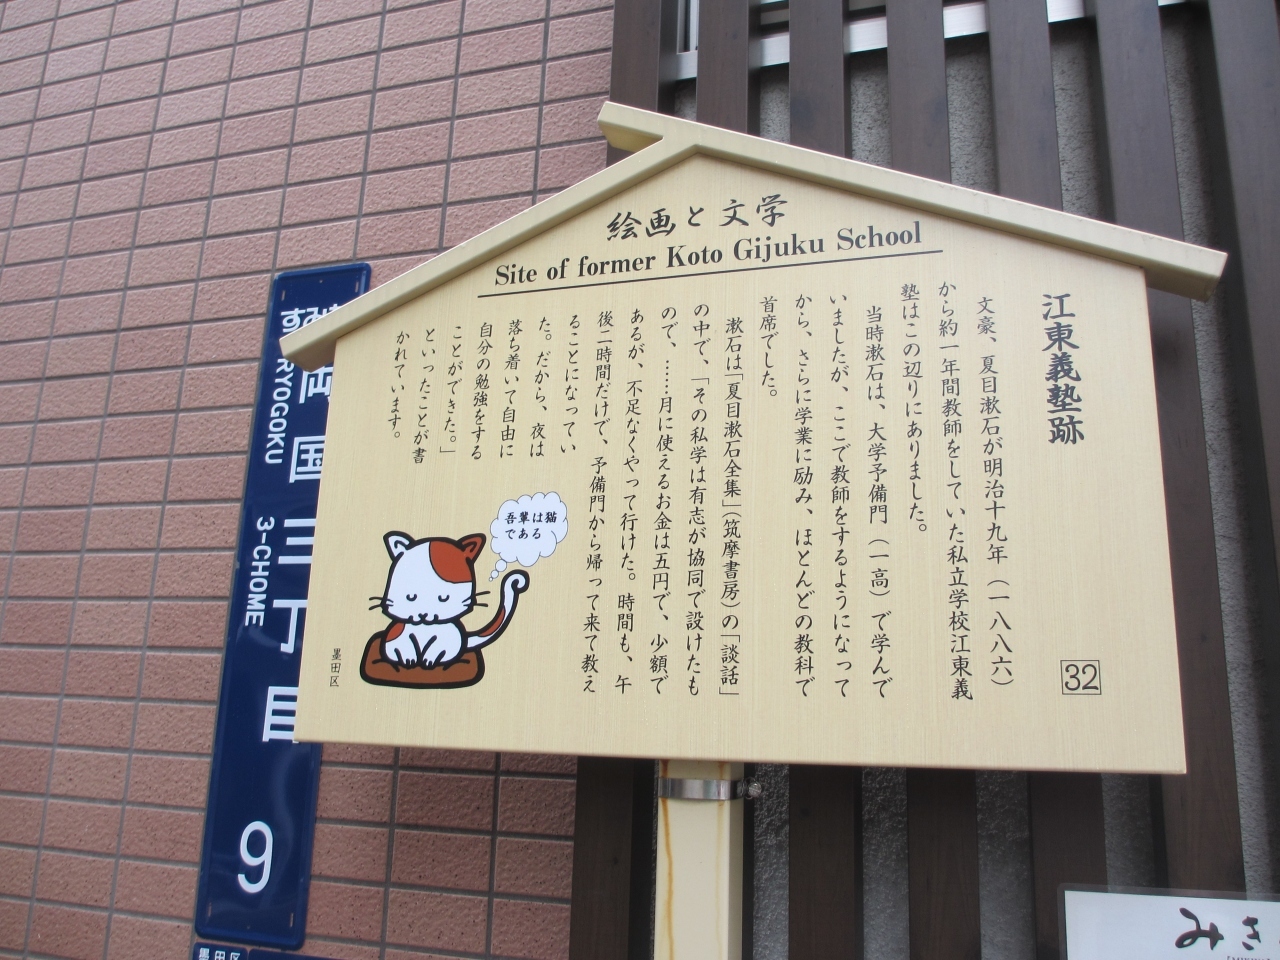 絵画と文学
Site of former Koto Gijuku School
江東義塾跡
32
文豪、夏目漱石が明治十九年(一八八六)
から約一年間教師をしていた私立学校江東義
塾はこの辺りにありました。
当時漱石は、大学予備門(一高)で学んで
いましたが、ここで教師をするようになって
から、さらに学業に励み、ほとんどの教科で
首席でした。
漱石は「夏目漱石全集」(筑摩書房)の「談話」
の中で、「その私学は有志が協同で設けたも
ので、……月に使えるお金は五円で、少額で
あるが、不足なくやって行けた。時間も、午
後二時間だけで、予備門から帰って来て教え
ることになってい
た。だから、夜は
落ち着いて自由に
自分の勉強をする
ことができた。」
といったことが書
かれています。
吾輩は猫
である
墨田区
すみ
RYOGOKU
両国三丁目
3-CHOME
9
墨田区
みき